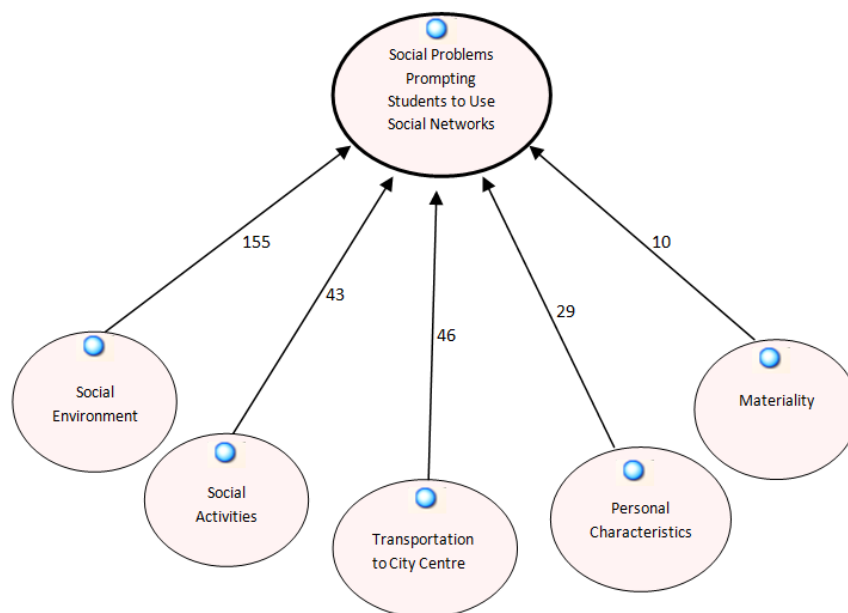 Social Problems
Prompting
Students to Use
Social Networks
155
43
46
29
10
Social
Environment
Social
Activities
Transportation
to City Centre
Personal
Characteristics
Materiality